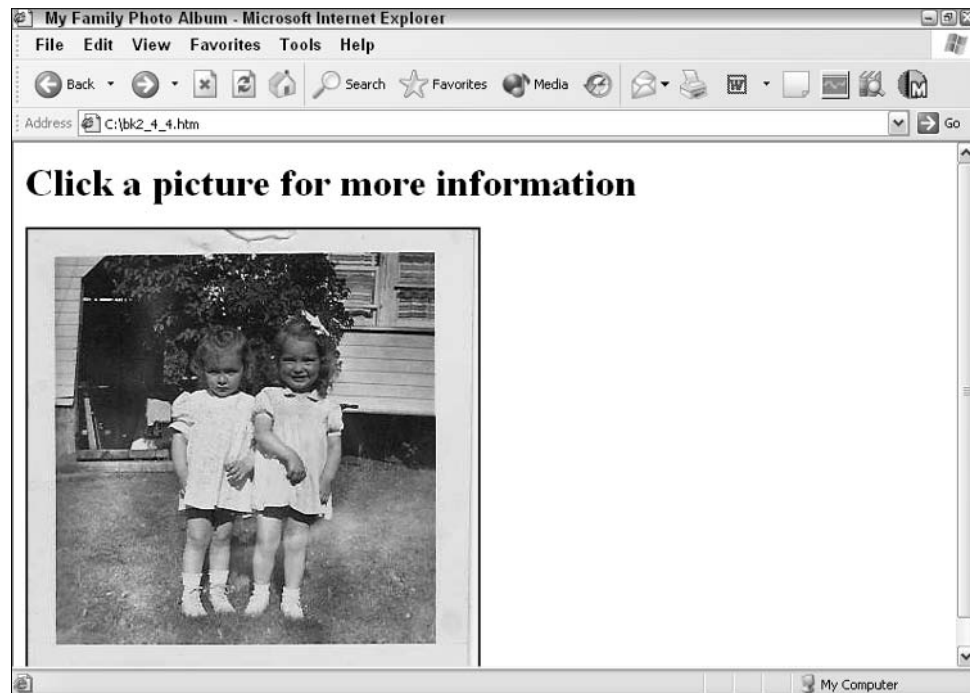 My Family Photo Album - Microsoft Internet Explorer
File Edit View Favorites Tools Help
Back Search Favorites Media
Address C:\bk2_4_4.htm Go
Click a picture for more information
My Computer